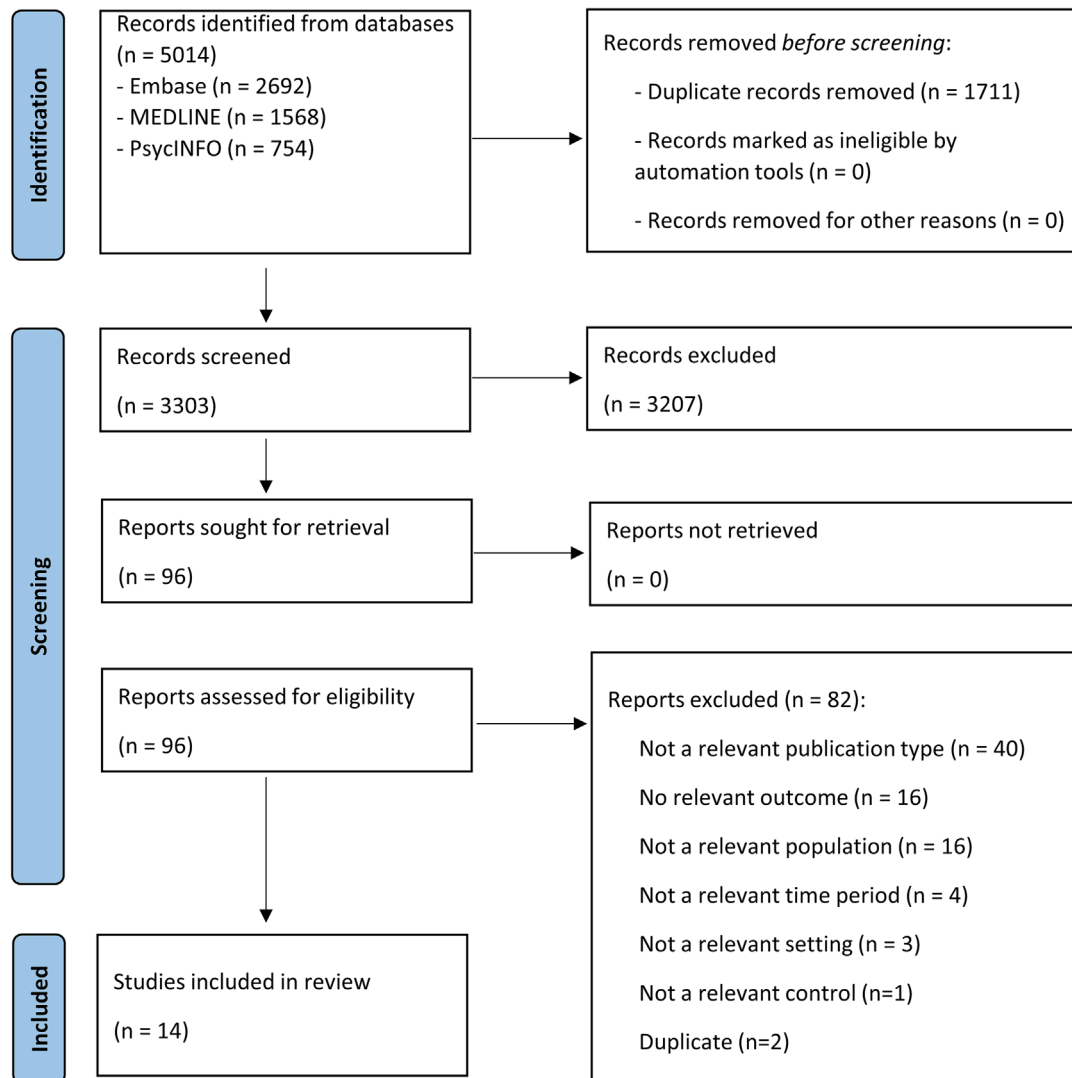 Identification
Records identified from databases
(n = 5014)
- Embase (n = 2692)
- MEDLINE (n = 1568)
- PsycINFO (n = 754)
Records removed before screening:
- Duplicate records removed (n = 1711)
- Records marked as ineligible by
automation tools (n = 0)
- Records removed for other reasons (n = 0)
Screening
Records screened
(n = 3303)
Records excluded
(n = 3207)
Reports sought for retrieval
(n = 96)
Reports not retrieved
(n = 0)
Reports assessed for eligibility
(n = 96)
Reports excluded (n = 82):
Not a relevant publication type (n = 40)
No relevant outcome (n = 16)
Not a relevant population (n = 16)
Not a relevant time period (n = 4)
Not a relevant setting (n = 3)
Not a relevant control (n=1)
Duplicate (n=2)
Included
Studies included in review
(n = 14)